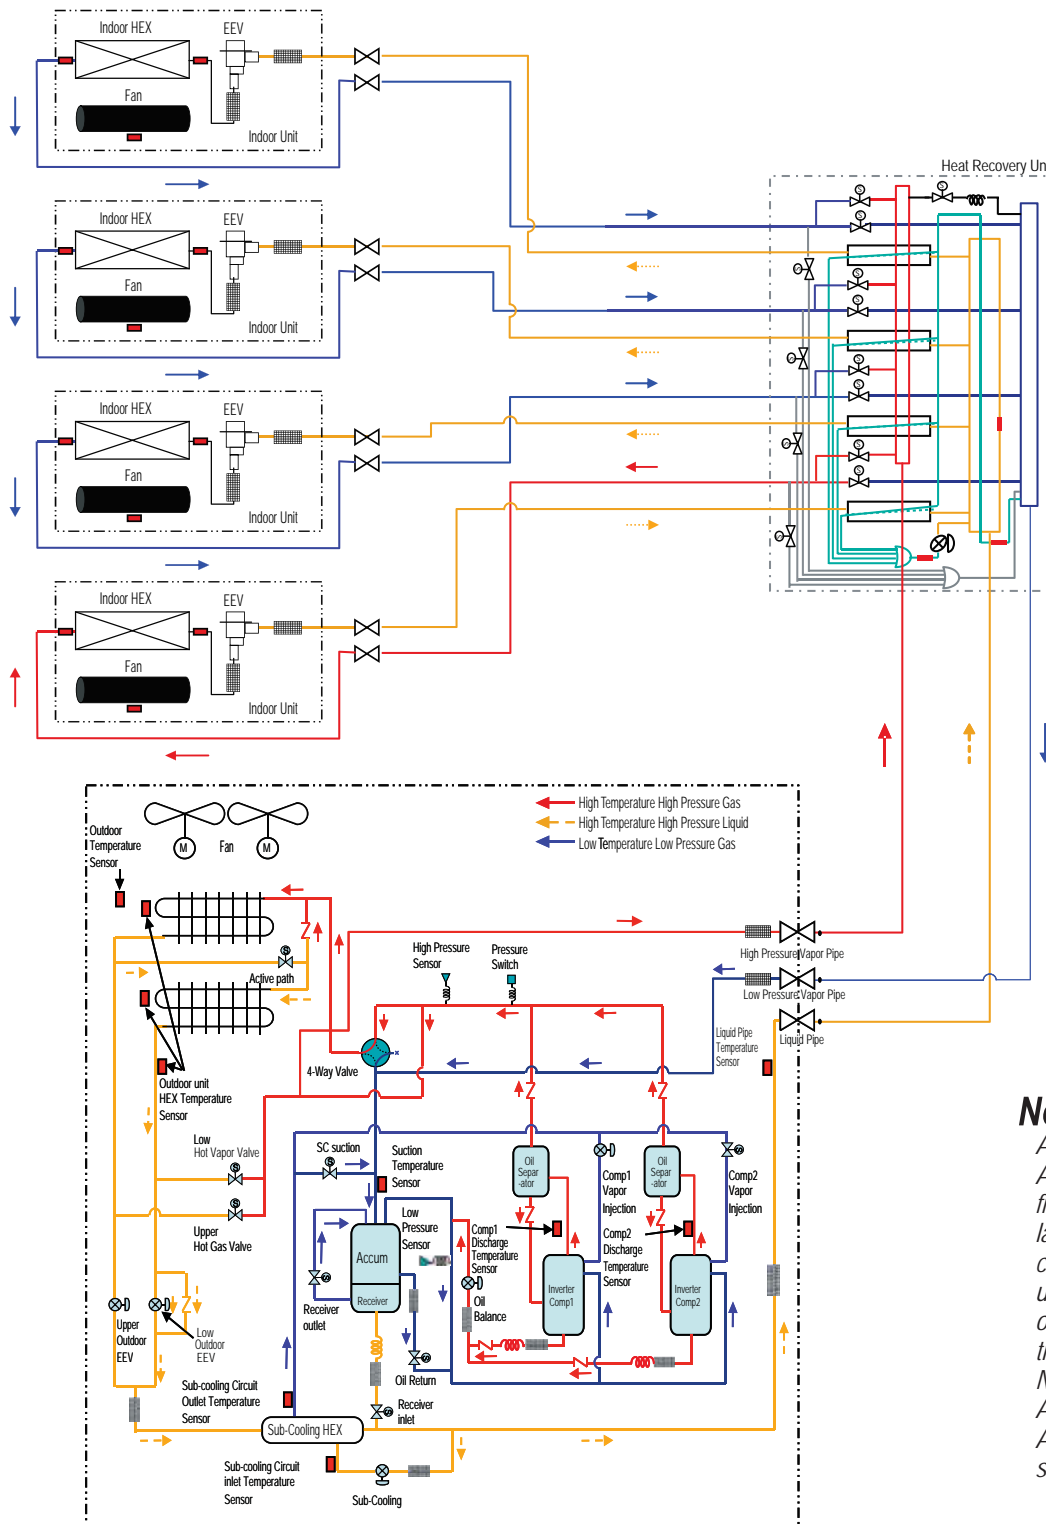 Indoor HEX
EEV
Fan
Indoor Unit
Heat Recovery Un
Indoor HEX
EEV
Fan
Indoor Unit
Indoor HEX
EEV
Fan
Indoor Unit
Indoor HEX
EEV
Fan
Indoor Unit
S
S
S
S
S
S
S
S
S
S
S
S
S
High Temperature High Pressure Gas
High Temperature High Pressure Liquid
Low Temperature Low Pressure Gas
Outdoor
Temperature
Sensor
M
Fan
M
High Pressure
Sensor
Pressure
Switch
High Pressure Vapor Pipe
Low Pressure Vapor Pipe
Liquid Pipe
Liquid Pipe
Temperature
Sensor
S
Active path
4-Way Valve
Outdoor unit
HEX Temperature
Sensor
Low
Hot Vapor Valve
S
S
Upper
Hot Gas Valve
SC suction
S
Suction
Temperature
Sensor
Oil
Separ
-ator
Oil
Separ
-ator
Comp1
Vapor
Injection
S
Comp2
Vapor
Injection
Low
Pressure
Sensor
Comp1
Discharge
Temperature
Sensor
Comp2
Discharge
Temperature
Sensor
Accum
Receiver
S
Receiver
outlet
Oil
Balance
Inverter
Comp1
Inverter
Comp2
Upper
Outdoor
EEV
Low
Outdoor
EEV
S
Oil Return
Sub-cooling Circuit
Outlet Temperature
Sensor
S
Receiver
inlet
Sub-Cooling HEX
Sub-cooling Circuit
inlet Temperature
Sensor
Sub-Cooling